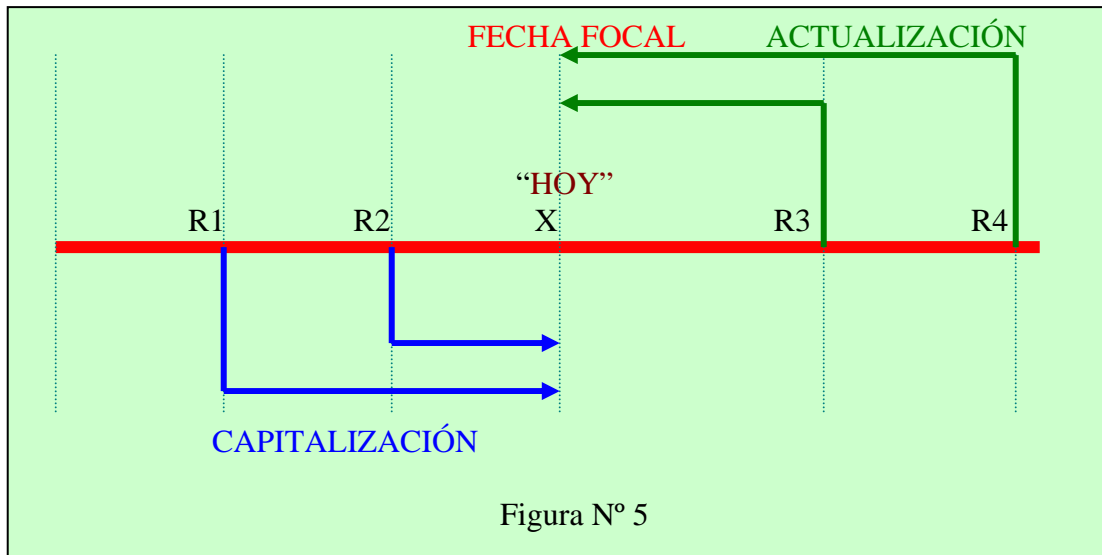 FECHA FOCAL ACTUALIZACIÓN
“HOY”
R1 R2 X R3 R4
CAPITALIZACIÓN
Figura Nº 5